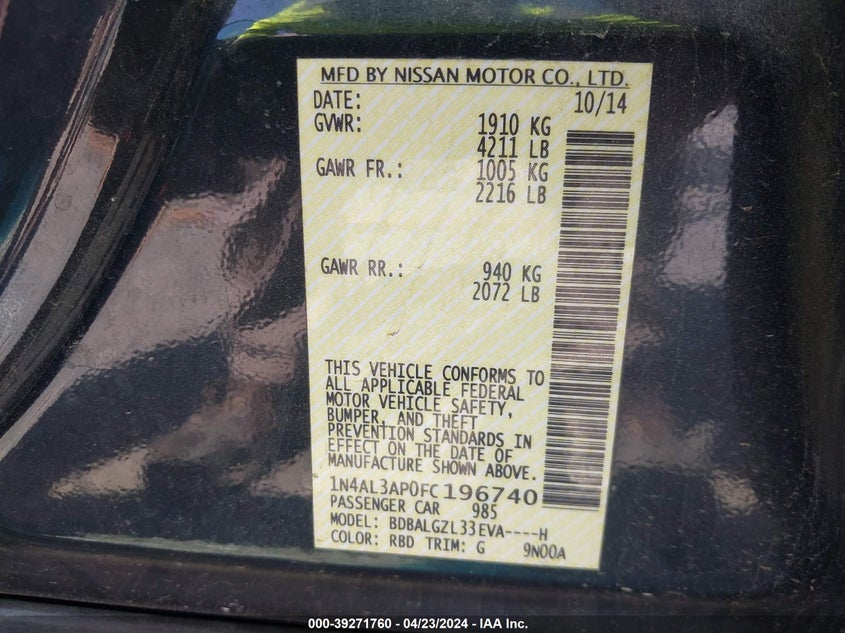 MFD BY NISSAN MOTOR CO., LTD.
DATE: 10/14
GVWR: 1910 KG
4211 LB
GAWR FR.: 1005 KG
2216 LB
GAWR RR.: 940 KG
2072 LB
THIS VEHICLE CONFORMS TO
ALL APPLICABLE FEDERAL
MOTOR VEHICLE SAFETY,
BUMPER, AND THEFT
PREVENTION STANDARDS IN
EFFECT ON THE DATE OF
MANUFACTURE SHOWN ABOVE.
1N4AL3AP0FC196740
PASSENGER CAR 985
MODEL: BDBALGZL33EVA----H
COLOR: RBD TRIM: G 9N00A
000-39271760 - 04/23/2024 - IAA Inc.